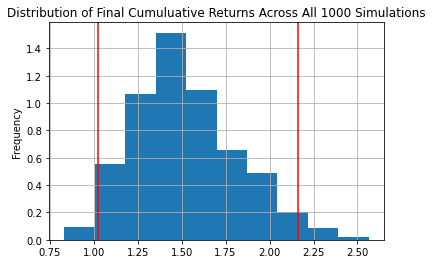 Distribution of Final Cumuluative Returns Across All 1000 Simulations
Frequency
1.4
1.2
1.0
0.8
0.6
0.4
0.2
0.0
0.75 1.00 1.25 1.50 1.75 2.00 2.25 2.50